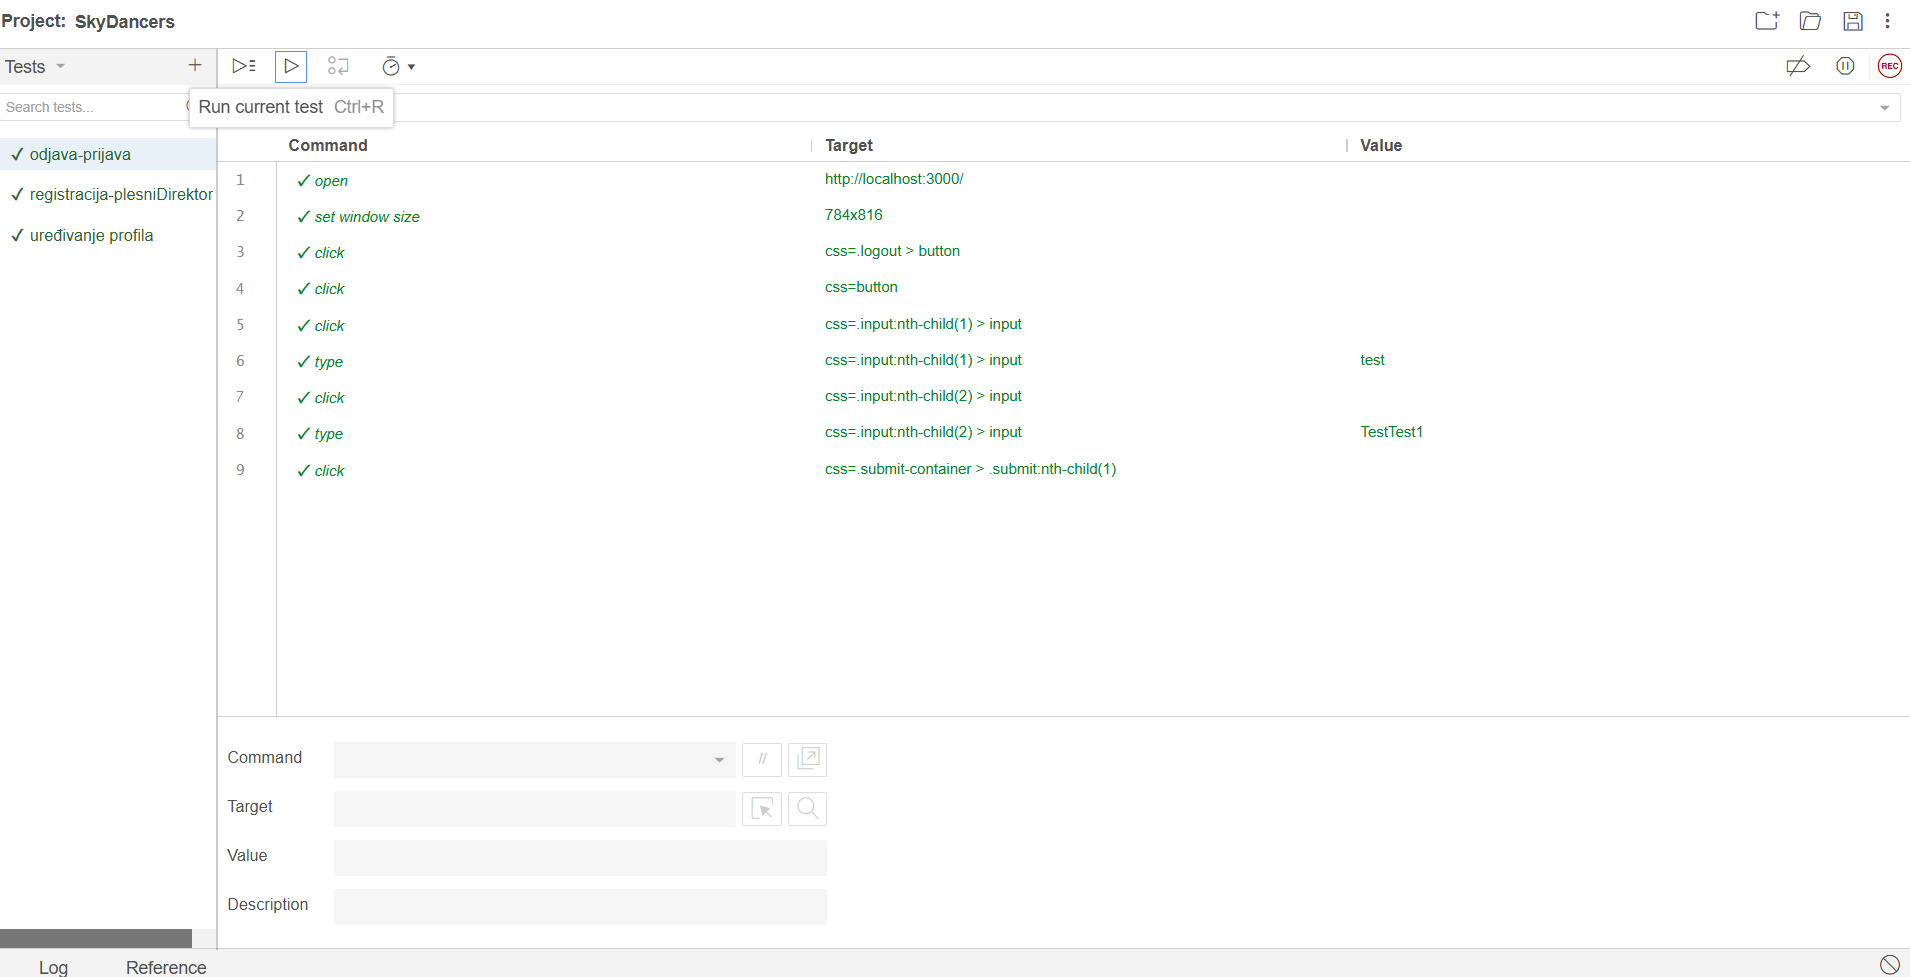 Project: SkyDancers
Tests
Run current test Ctrl+R
Search tests...
Command Target Value
odjava-prijava
registracija-plesniDirektor
uređivanje profila
1 open http://localhost:3000/
2 set window size 784x816
3 click css=.logout > button
4 click css=button
5 click css=.input:nth-child(1) > input
6 type css=.input:nth-child(1) > input test
7 click css=.input:nth-child(2) > input
8 type css=.input:nth-child(2) > input TestTest1
9 click css=.submit-container > .submit:nth-child(1)
REC
Command //
Target
Value
Description
Log Reference